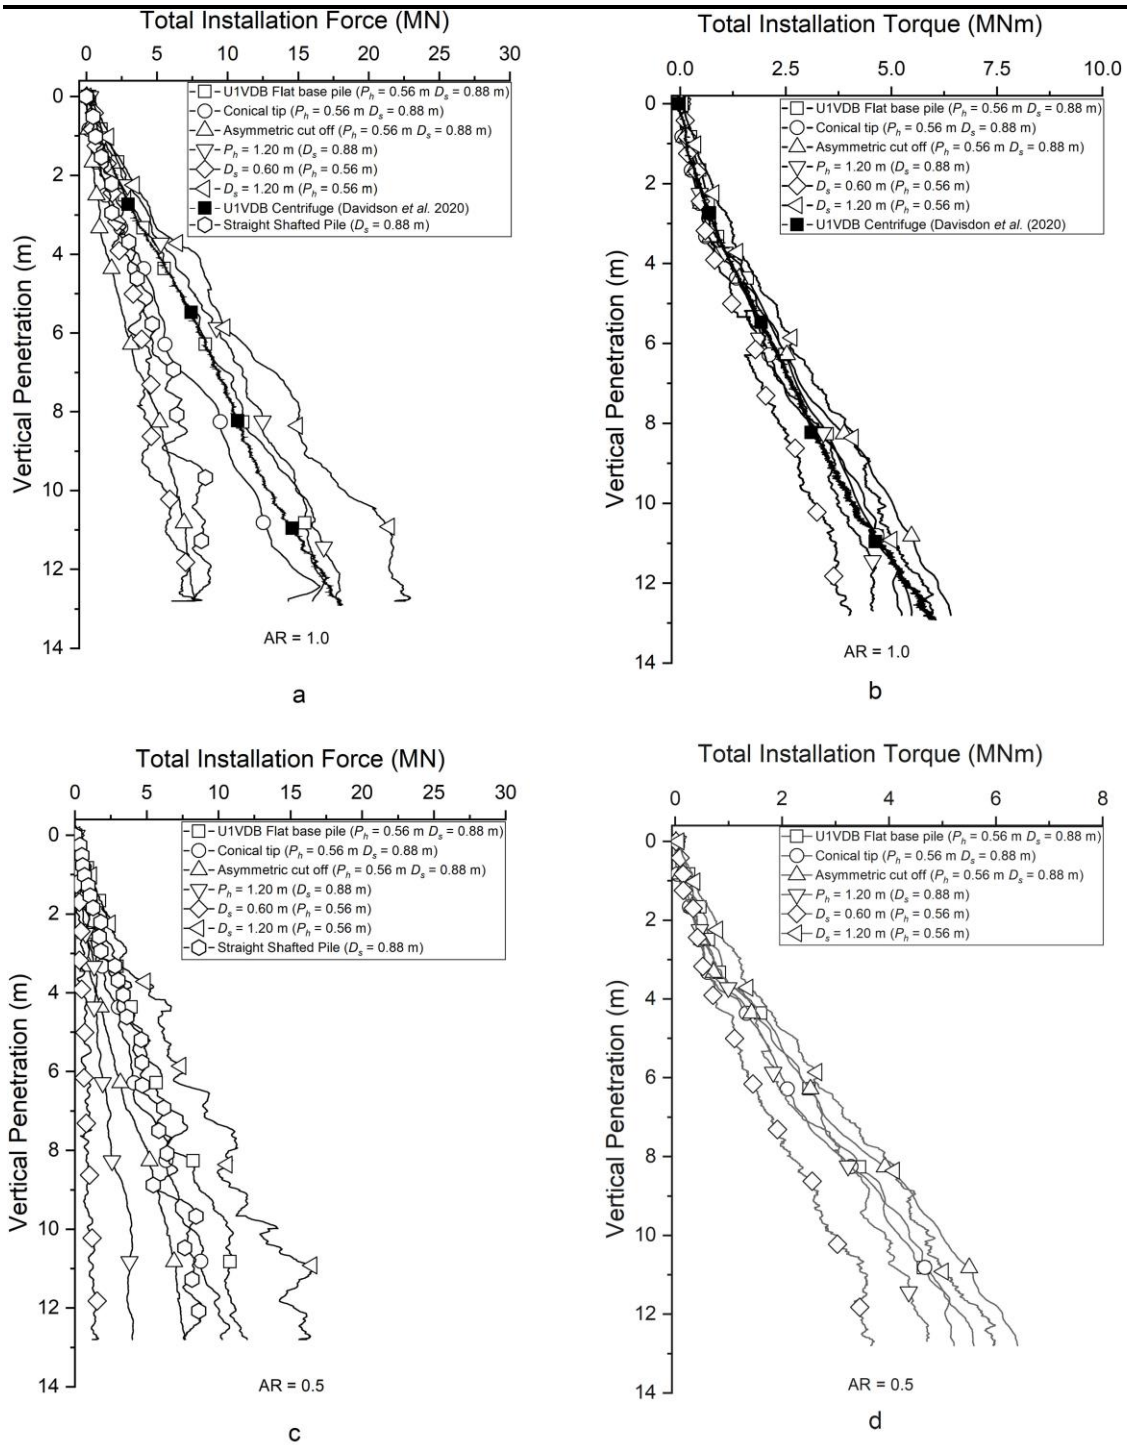 Total Installation Force (MN)
0 5 10 15 20 25 30
0
2
4
6
8
10
12
14
Vertical Penetration (m)
U1VDB Flat base pile (Ph = 0.56 m Ds = 0.88 m)
Conical tip (Ph = 0.56 m Ds = 0.88 m)
Asymmetric cut off (Ph = 0.56 m Ds = 0.88 m)
Ph = 1.20 m (Ds = 0.88 m)
Ds = 0.60 m (Ph = 0.56 m)
Ds = 1.20 m (Ph = 0.56 m)
U1VDB Centrifuge (Davidson et al. 2020)
Straight Shafted Pile (Ds = 0.88 m)
AR = 1.0
a
Total Installation Torque (MNm)
0.0 2.5 5.0 7.5 10.0
0
2
4
6
8
10
12
14
Vertical Penetration (m)
U1VDB Flat base pile (Ph = 0.56 m Ds = 0.88 m)
Conical tip (Ph = 0.56 m Ds = 0.88 m)
Asymmetric cut off (Ph = 0.56 m Ds = 0.88 m)
Ph = 1.20 m (Ds = 0.88 m)
Ds = 0.60 m (Ph = 0.56 m)
Ds = 1.20 m (Ph = 0.56 m)
U1VDB Centrifuge (Davisdon et al. (2020)
AR = 1.0
b
Total Installation Force (MN)
0 5 10 15 20 25 30
0
2
4
6
8
10
12
14
Vertical Penetration (m)
U1VDB Flat base pile (Ph = 0.56 m Ds = 0.88 m)
Conical tip (Ph = 0.56 m Ds = 0.88 m)
Asymmetric cut off (Ph = 0.56 m Ds = 0.88 m)
Ph = 1.20 m (Ds = 0.88 m)
Ds = 0.60 m (Ph = 0.56 m)
Ds = 1.20 m (Ph = 0.56 m)
Straight Shafted Pile (Ds = 0.88 m)
AR = 0.5
c
Total Installation Torque (MNm)
0 2 4 6 8
0
2
4
6
8
10
12
14
Vertical Penetration (m)
U1VDB Flat base pile (Ph = 0.56 m Ds = 0.88 m)
Conical tip (Ph = 0.56 m Ds = 0.88 m)
Asymmetric cut off (Ph = 0.56 m Ds = 0.88 m)
Ph = 1.20 m (Ds = 0.88 m)
Ds = 0.60 m (Ph = 0.56 m)
Ds = 1.20 m (Ph = 0.56 m)
AR = 0.5
d